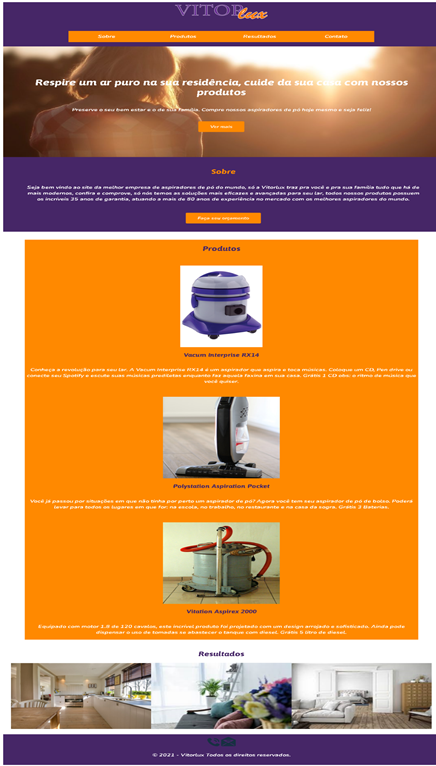 VITOR
lux
Sobre
Produtos
Resultados
Contato
Respire um ar puro na sua residência, cuide da sua casa com nossos
produtos
Preserve o seu bem estar e o de sua família. Compre nossos aspiradores de pó hoje mesmo e seja feliz!
Ver mais
Sobre
Seja bem vindo ao site da melhor empresa de aspiradores de pó do mundo, só a VitorLux traz pra você e pra sua família tudo que há de
mais moderno, confira e comprove, só nós temos as soluções mais eficazes e avançadas para seu lar, todos nossos produtos possuem
os incríveis 35 anos de garantia, atuando a mais de 80 anos de experiência no mercado com os melhores aspiradores do mundo.
Faça seu orçamento
Produtos
Vacum Interprise RX14
Conheça a revolução para seu lar. A Vacum Interprise RX14 é um aspirador que aspira e toca músicas. Coloque um CD, Pen drive ou
conecte seu Spotify e escute suas músicas prediletas enquanto faz aquela faxina em sua casa. Grátis 1 CD obs: o ritmo de música que
você quiser.
Polystation Aspiration Pocket
Você já passou por situações em que não tinha por perto um aspirador de pó? Agora você tem seu aspirador de pó de bolso. Poderá
levar para todos os lugares em que for: na escola, no trabalho, no restaurante e na casa da sogra. Grátis 3 Baterias.
Vitalion Aspirex 2000
Equipado com motor 1.8 de 120 cavalos, este incrível produto foi projetado com um design arrojado e sofisticado. Ainda pode
dispensar o uso de tomadas se abastecer o tanque com diesel. Grátis 5 litro de diesel.
Resultados
© 2021 - VitorLux Todos os direitos reservados.